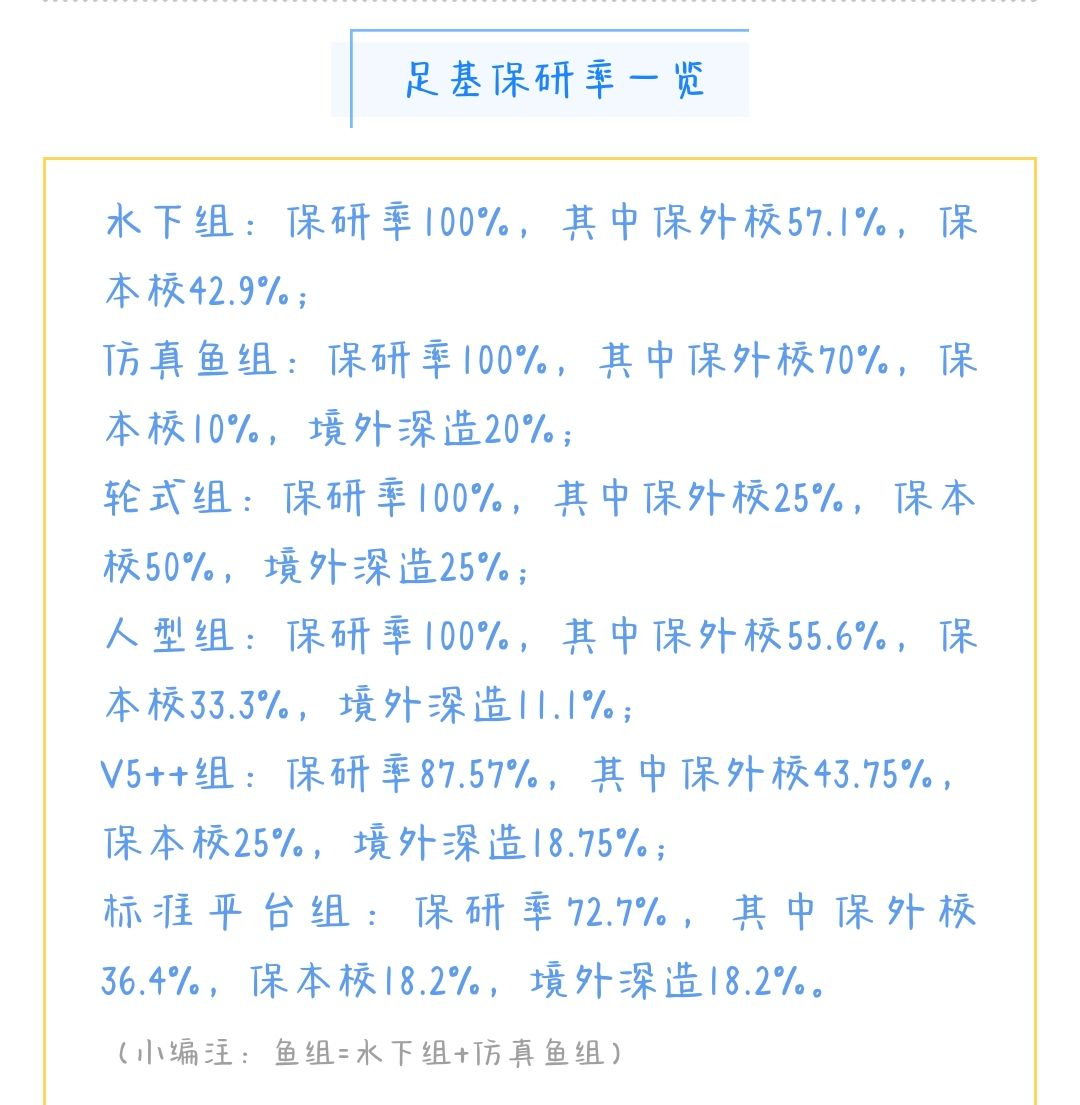 足基保研率一览
水下组：保研率100%，其中保外校57.1%，保
本校42.9%；
仿真鱼组：保研率100%，其中保外校70%，保
本校10%，境外深造20%；
轮式组：保研率100%，其中保外校25%，保本
校50%，境外深造25%；
人型组：保研率100%，其中保外校55.6%，保
本校33.3%，境外深造11.1%；
V5++组：保研率87.57%，其中保外校43.75%，
保本校25%，境外深造18.75%；
标准平台组：保研率72.7%，其中保外校
36.4%，保本校18.2%，境外深造18.2%。
（小编注：鱼组=水下组+仿真鱼组）